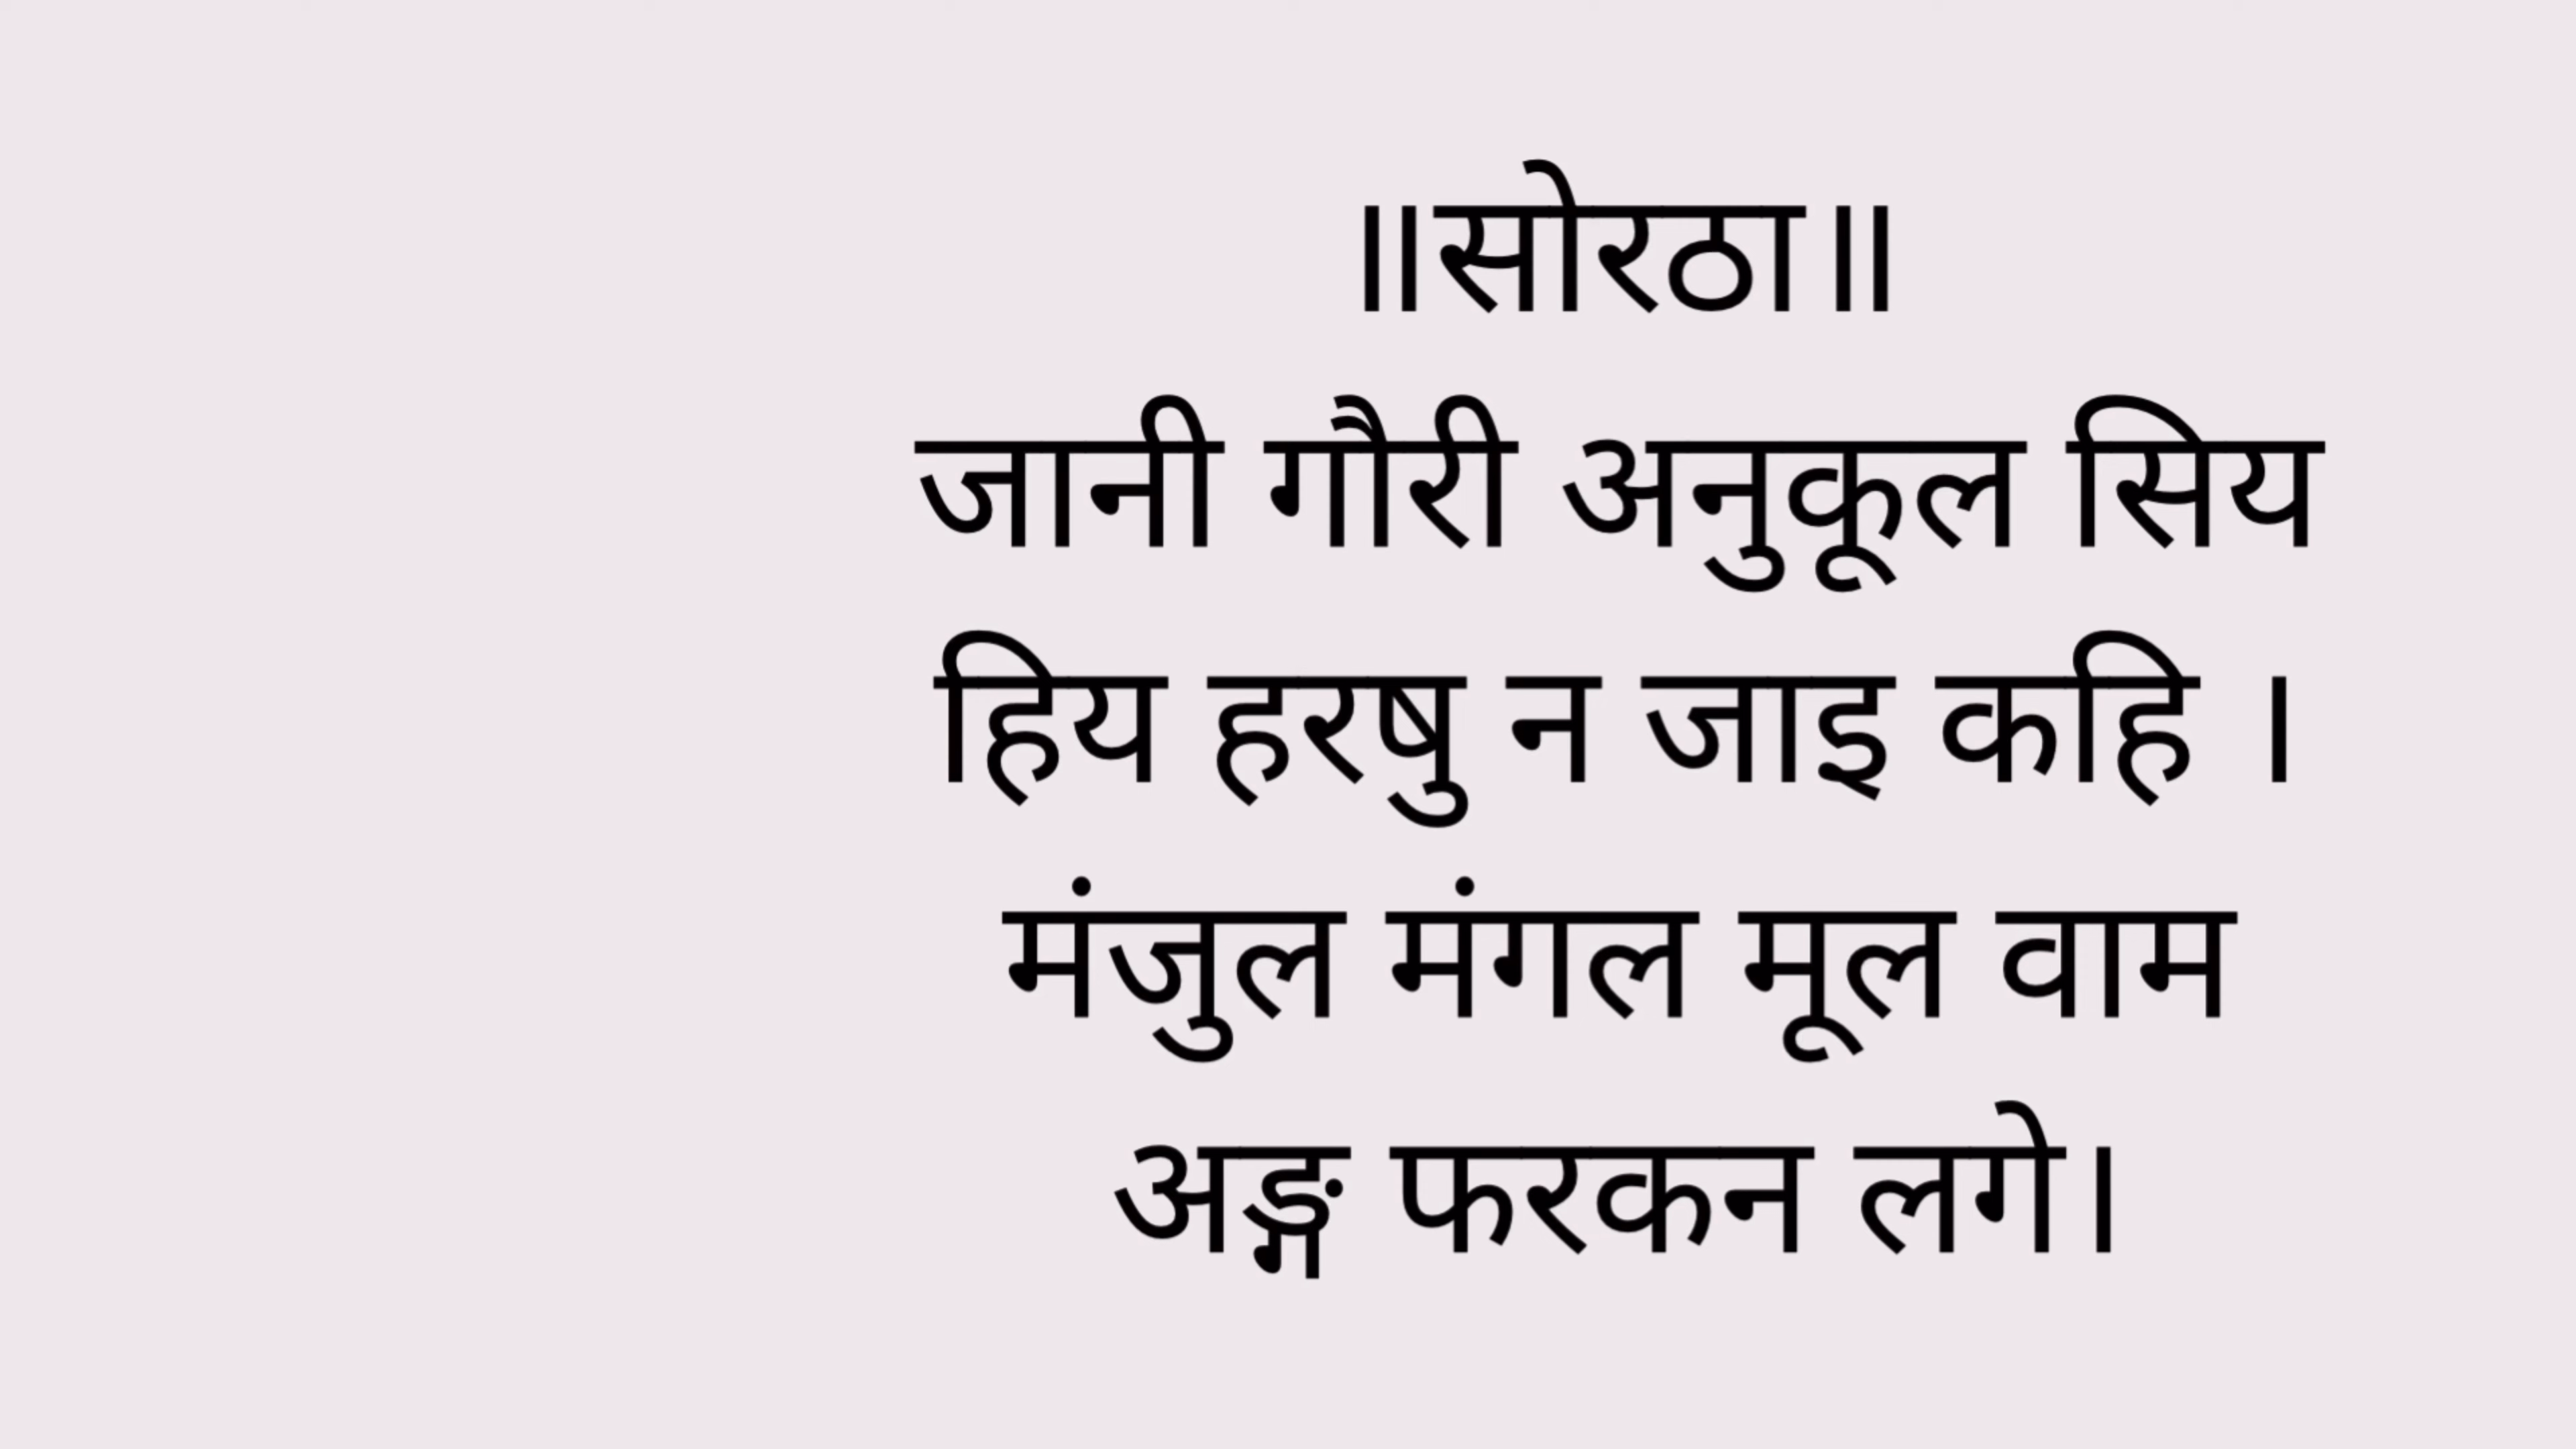 ॥सोरठा॥
जानी गौरी अनुकूल सिय
हिय हरषु न जाइ कहि ।
मंजुल मंगल मूल वाम
अङ्ग फरकन लगे।